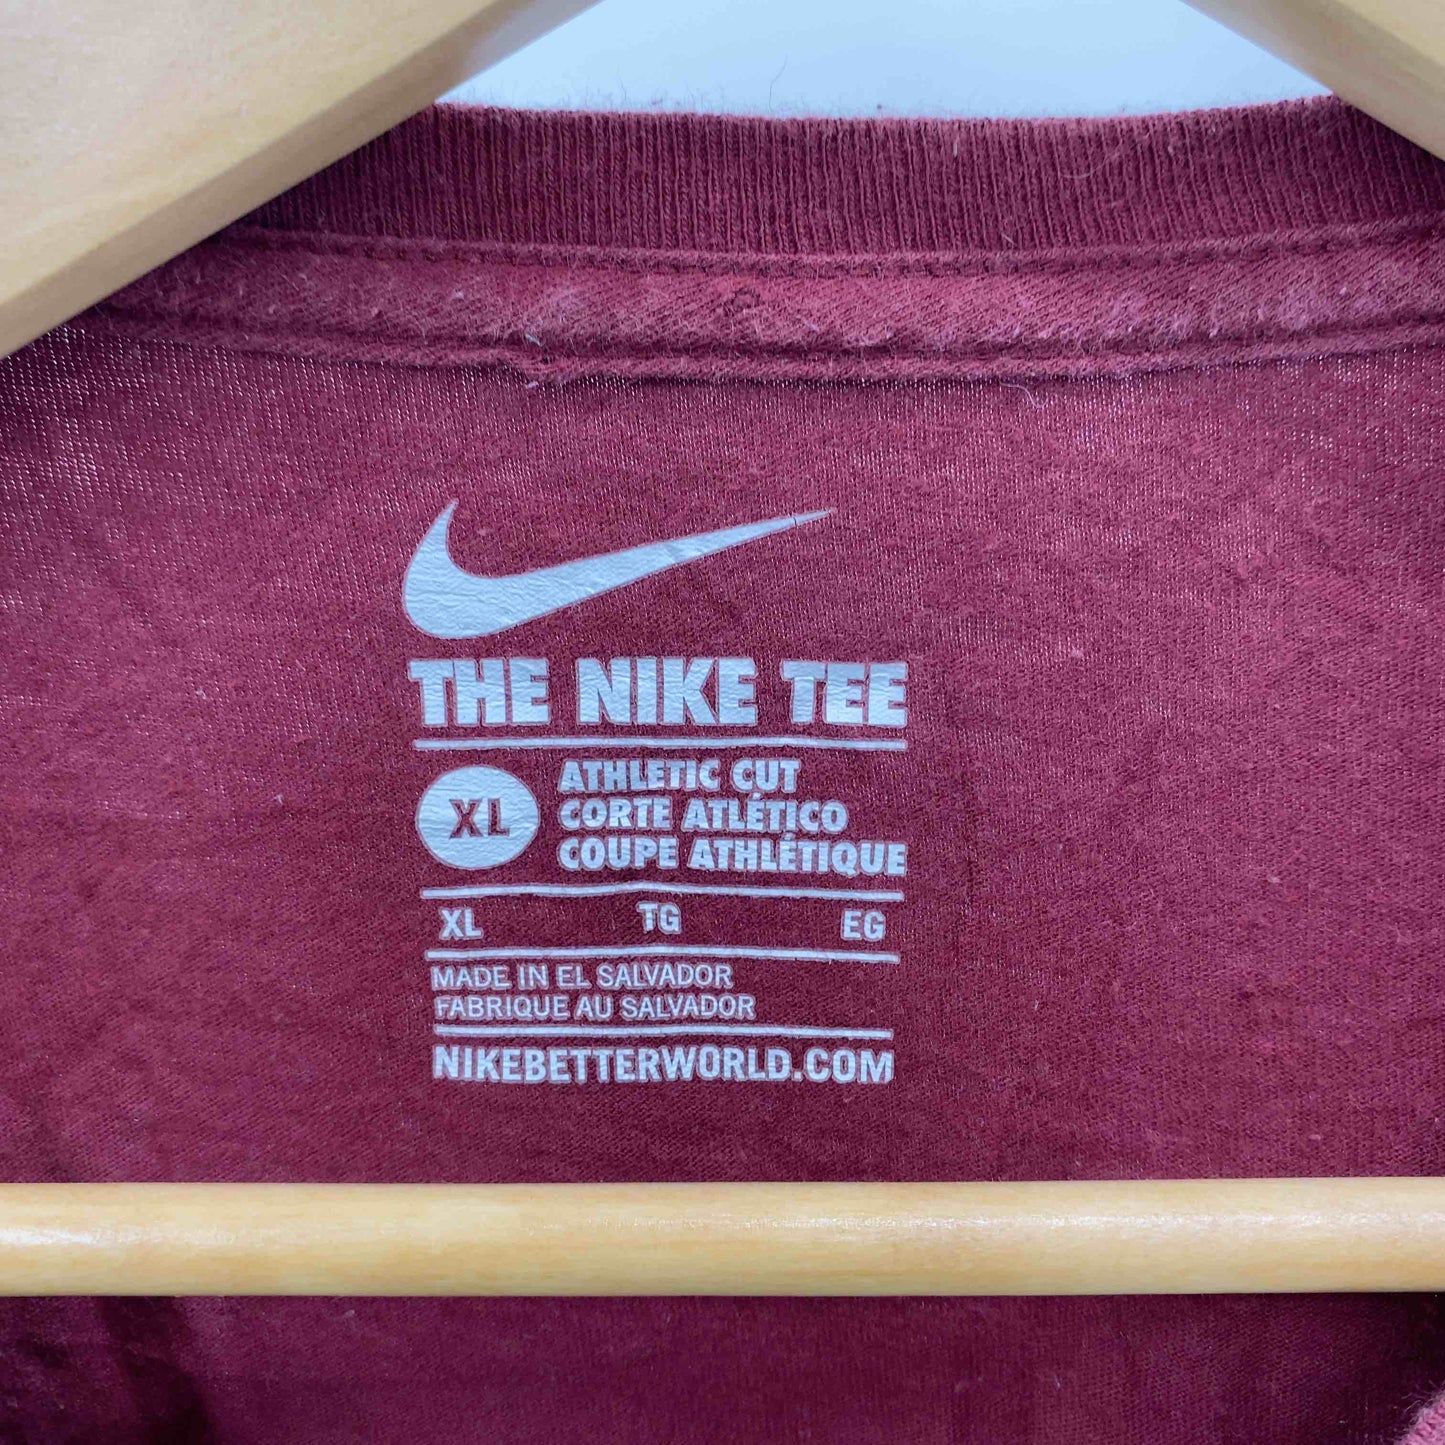 THE NIKE TEE
XL
ATHLETIC CUT
CORTE ATLÉTICO
COUPE ATHLÉTIQUE
XL TG EG
MADE IN EL SALVADOR
FABRIQUE AU SALVADOR
NIKEBETTERWORLD.COM